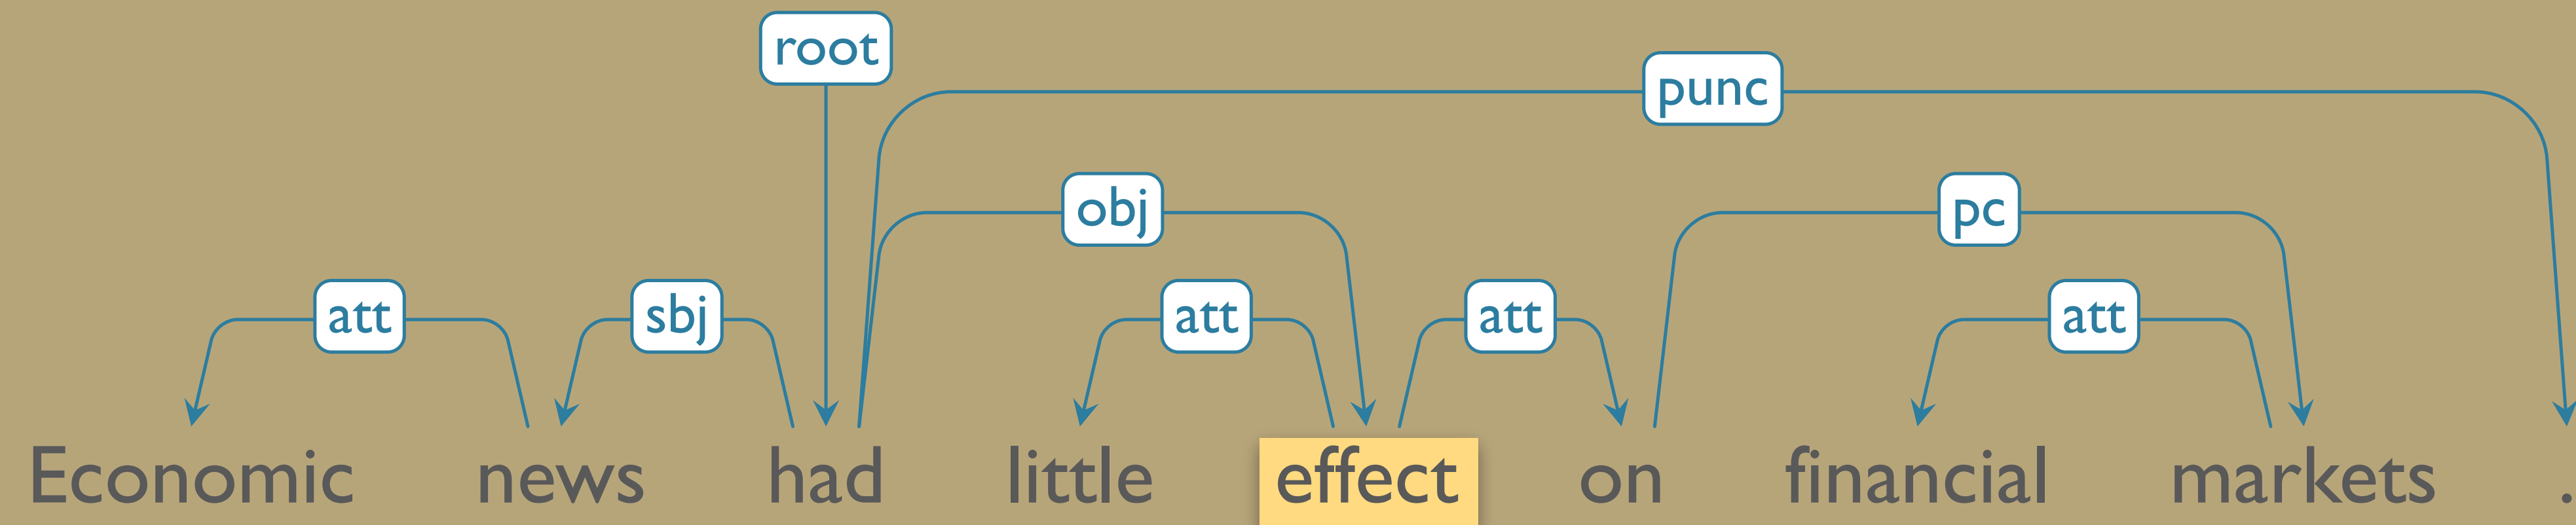 root
punc
obj pc
att sbj att att att
Economic news had little effect on financial markets .